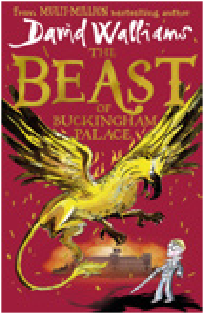 From MULTI-MILLION bestselling author
David Walliams
THE
BEAST
OF
BUCKINGHAM
PALACE